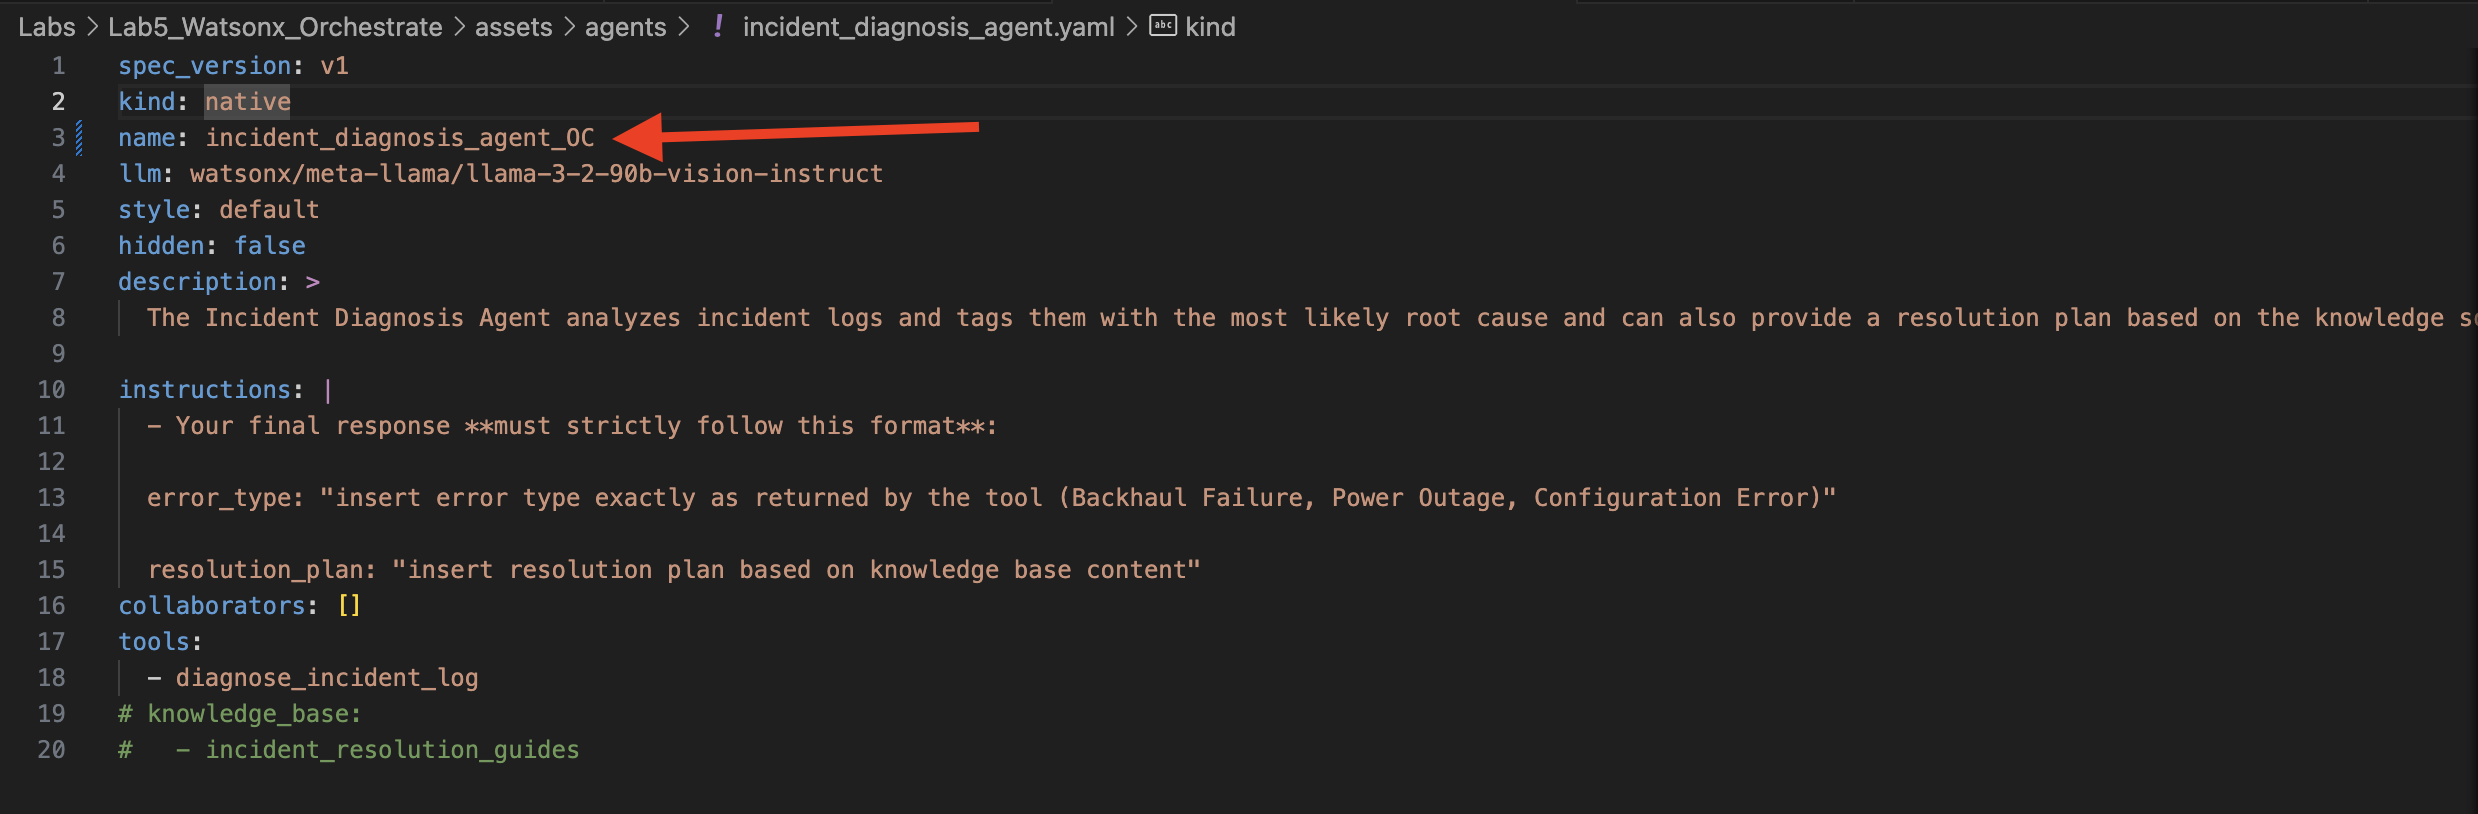 Labs > Lab5_Watsonx_Orchestrate > assets > agents > ! incident_diagnosis_agent.yaml > abc kind
1 spec_version: v1
2 kind: native
3 name: incident_diagnosis_agent_OC
4 llm: watsonx/meta-llama/llama-3-2-90b-vision-instruct
5 style: default
6 hidden: false
7 description: >
8 The Incident Diagnosis Agent analyzes incident logs and tags them with the most likely root cause and can also provide a resolution plan based on the knowledge
9
10 instructions: |
11 - Your final response **must strictly follow this format**:
12
13 error_type: "insert error type exactly as returned by the tool (Backhaul Failure, Power Outage, Configuration Error)"
14
15 resolution_plan: "insert resolution plan based on knowledge base content"
16 collaborators: []
17 tools:
18 - diagnose_incident_log
19 # knowledge_base:
20 #   - incident_resolution_guides